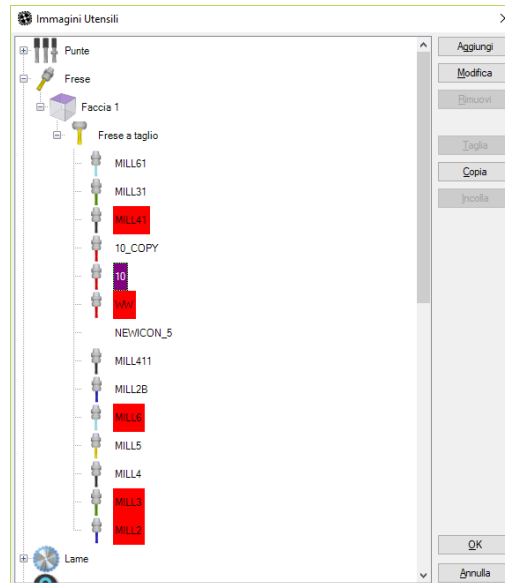 Immagini Utensili
Punte
Frese
Faccia 1
Frese a taglio
MILL61
MILL31
MILL41
10_COPY
10
WW
NEWICON_5
MILL411
MILL2B
MILL6
MILL5
MILL4
MILL3
MILL2
Lame
Aggiungi
Modifica
Rimuovi
Taglia
Copia
Incolla
OK
Annulla